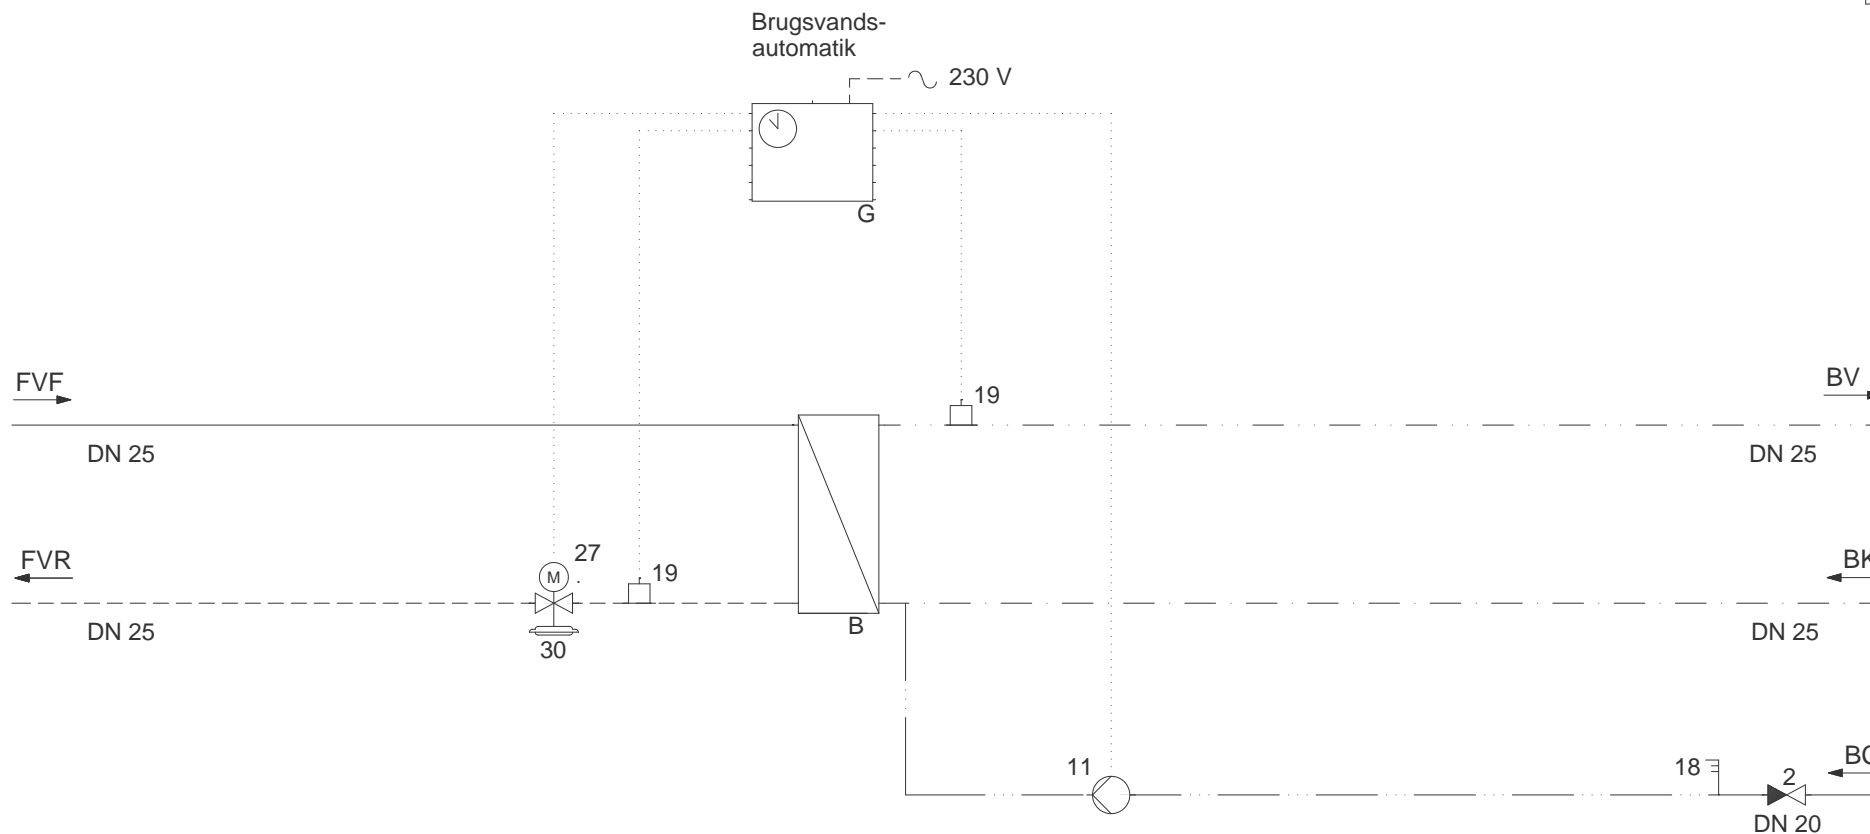 Brugsvands-
automatik
230 V
G
FVF
19
BV
DN 25
DN 25
FVR
27
M
19
BK
DN 25
30
B
DN 25
11
18
2
DN 20